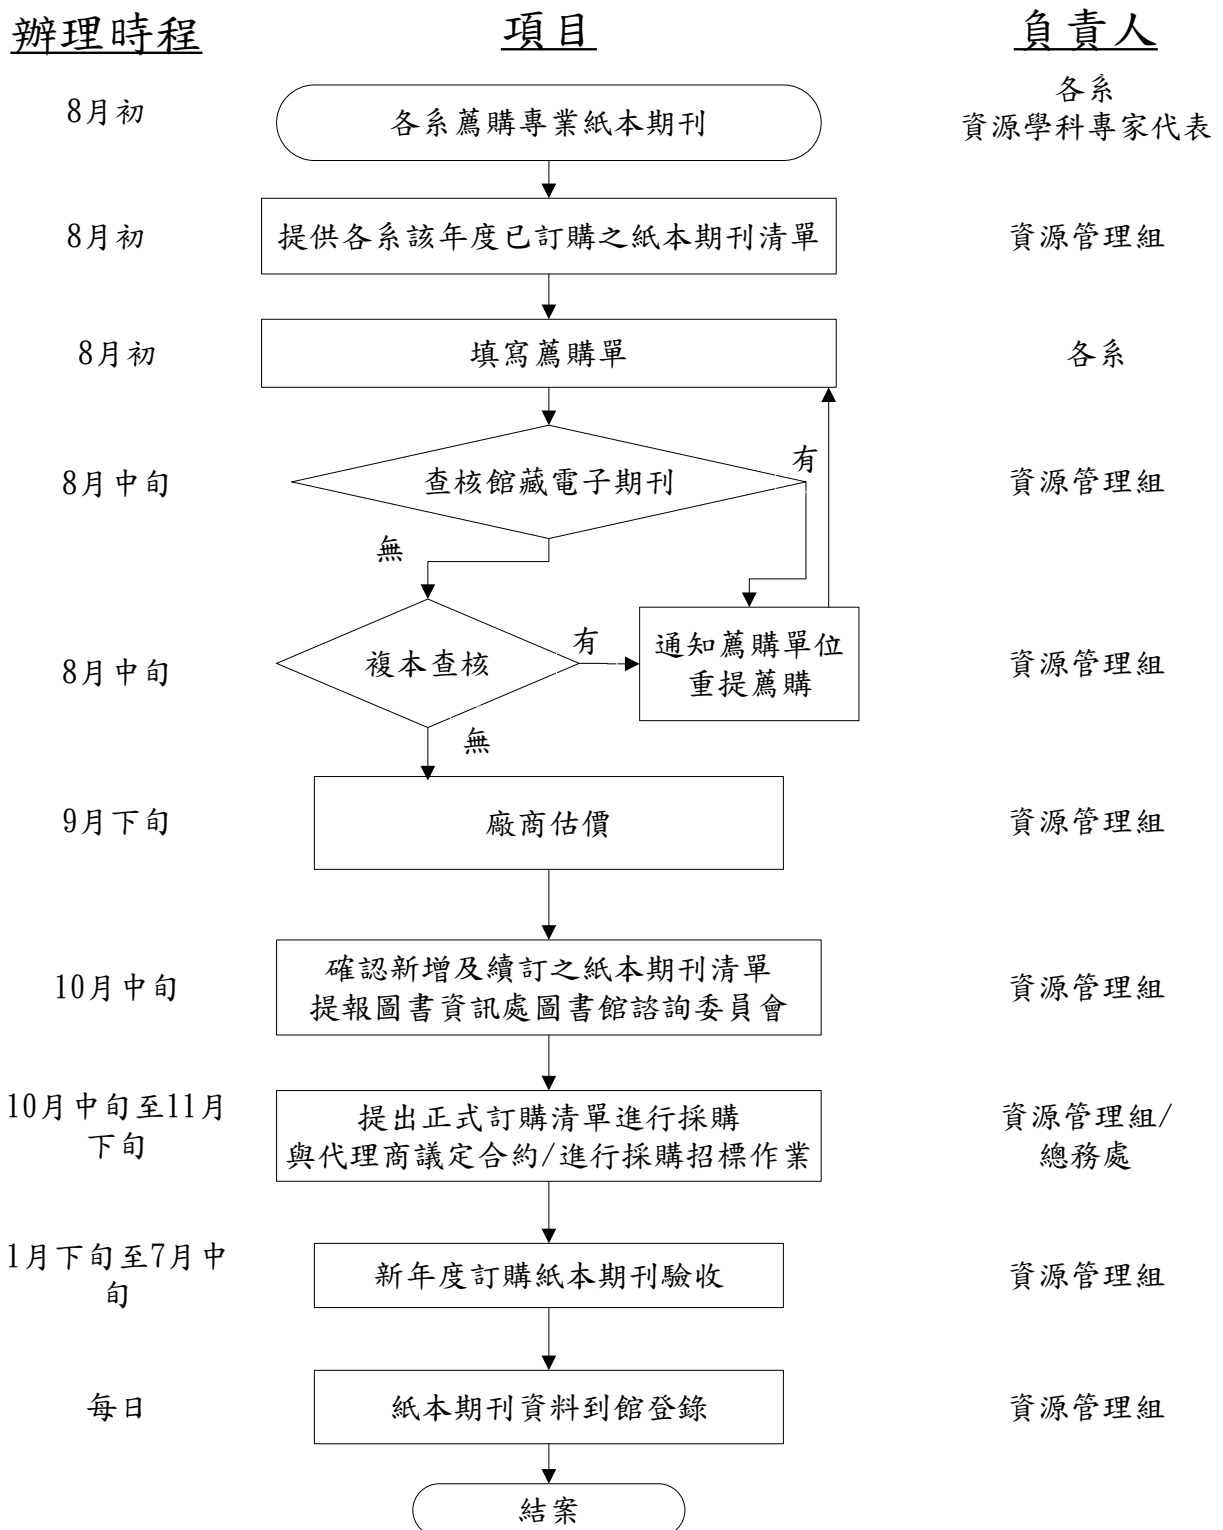 辦理時程 項目 負責人
8月初 各系薦購專業紙本期刊 各系
資源學科專家代表
8月初 提供各系該年度已訂購之紙本期刊清單 資源管理組
8月初 填寫薦購單 各系
8月中旬 查核館藏電子期刊 有 資源管理組
無
8月中旬 複本查核 有 通知薦購單位 資源管理組
重提薦購
無
9月下旬 廠商估價 資源管理組
10月中旬 確認新增及續訂之紙本期刊清單 資源管理組
提報圖書資訊處圖書館諮詢委員會
10月中旬至11月 提出正式訂購清單進行採購 資源管理組/
下旬 與代理商議定合約/進行採購招標作業 總務處
1月下旬至7月中 新年度訂購紙本期刊驗收 資源管理組
旬
每日 紙本期刊資料到館登錄 資源管理組
結案